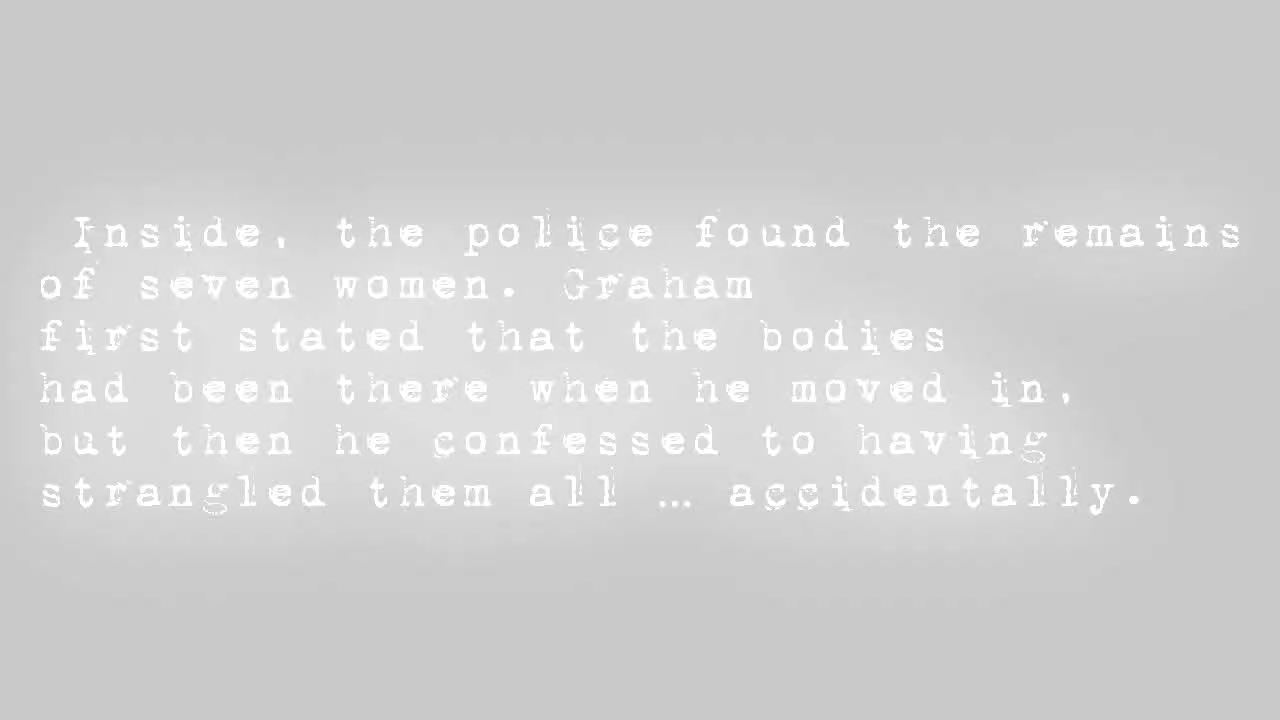 Inside, the police found the remains
of seven women. Graham
first stated that the bodies
had been there when he moved in,
but then he confessed to having
strangled them all … accidentally.